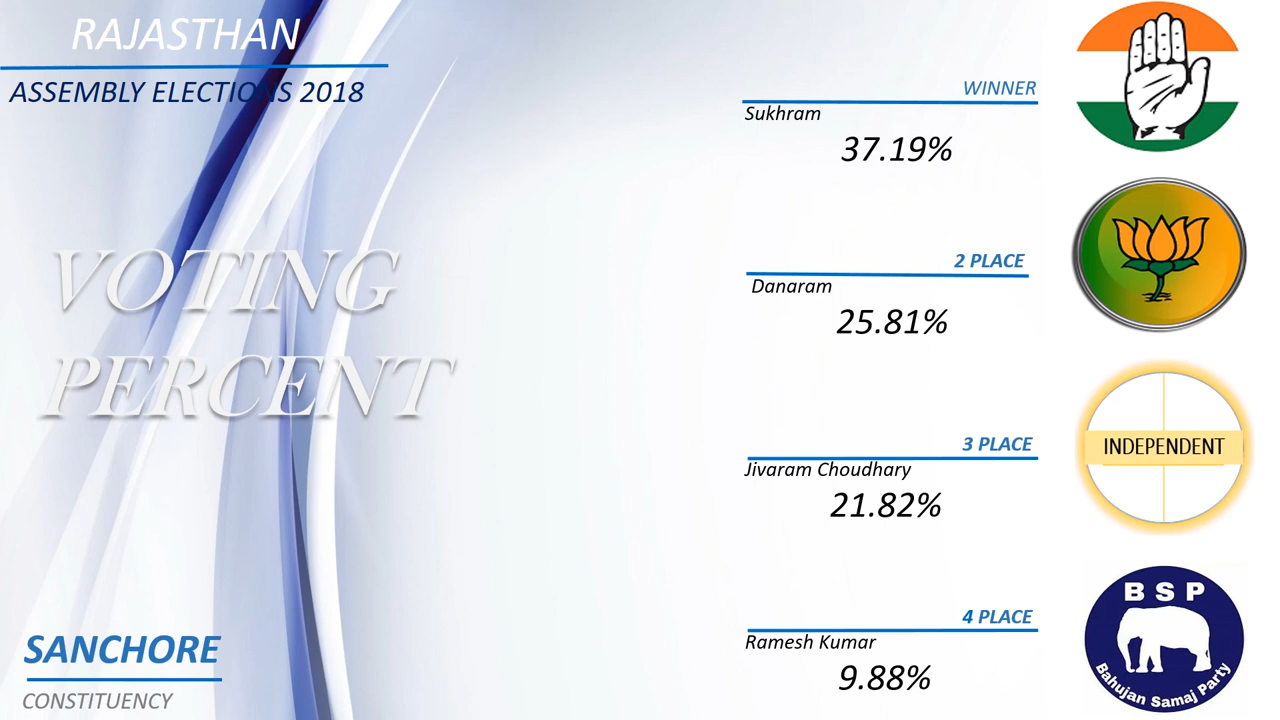 RAJASTHAN
ASSEMBLY ELECTIONS 2018
VOTING
PERCENT
SANCHORE
CONSTITUENCY
WINNER
Sukhram
37.19%
2 PLACE
Danaram
25.81%
3 PLACE
Jivaram Choudhary
21.82%
INDEPENDENT
4 PLACE
Ramesh Kumar
9.88%
BSP
Bahujan Samaj Party